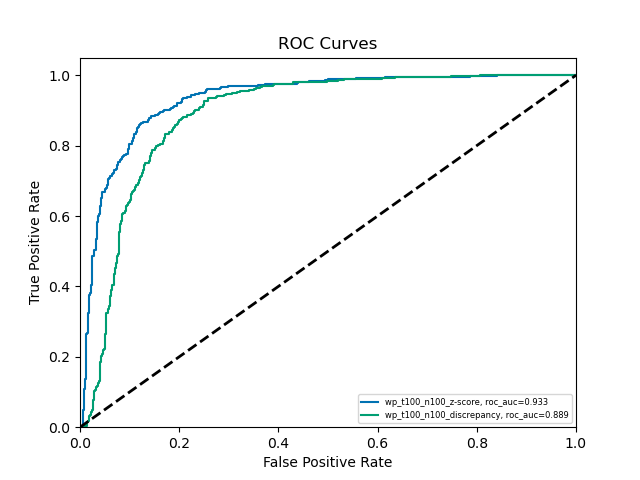 ROC Curves
True Positive Rate
1.0
0.8
0.6
0.4
0.2
0.0
wp_t100_n100_z-score, roc_auc=0.933
wp_t100_n100_discrepancy, roc_auc=0.889
0.0 0.2 0.4 0.6 0.8 1.0
False Positive Rate